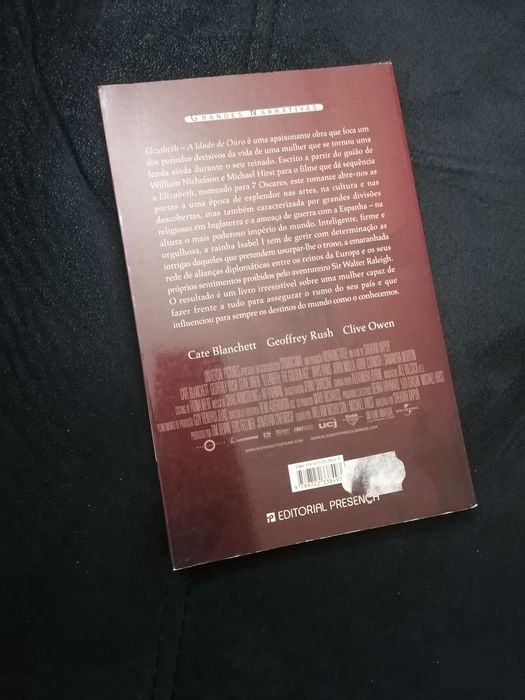 GRANDES NARRATIVAS
Elizabeth – A Idade de Ouro é uma apaixonante obra que foca um
dos períodos decisivos da vida de uma mulher que se tornou uma
lenda ainda durante o seu reinado. Escrito a partir do guião de
William Nicholson e Michael Hirst para o filme que dá sequência
a Elizabeth, nomeado para 7 Oscares, este romance abre-nos as
portas a uma época de esplendor nas artes, na cultura e nas
descobertas, mas também caracterizada por grandes divisões
religiosas em Inglaterra e a ameaça de guerra com a Espanha – na
altura o mais poderoso império do mundo. Inteligente, firme e
orgulhosa, a rainha Isabel I tem de gerir com determinação as
intrigas daqueles que pretendem usurpar-lhe o trono, a emaranhada
rede de alianças diplomáticas entre os reinos da Europa e os seus
próprios sentimentos proibidos pelo aventureiro Sir Walter Raleigh.
O resultado é um livro irresistível sobre uma mulher capaz de
fazer frente a tudo para assegurar o rumo do seu país e que
influenciou para sempre os destinos do mundo como o conhecemos.
Cate Blanchett Geoffrey Rush Clive Owen
UCJ
UNIVERSAL
WWW.WORKINGTITLEFILMS.COM
EDITORIAL PRESENÇA